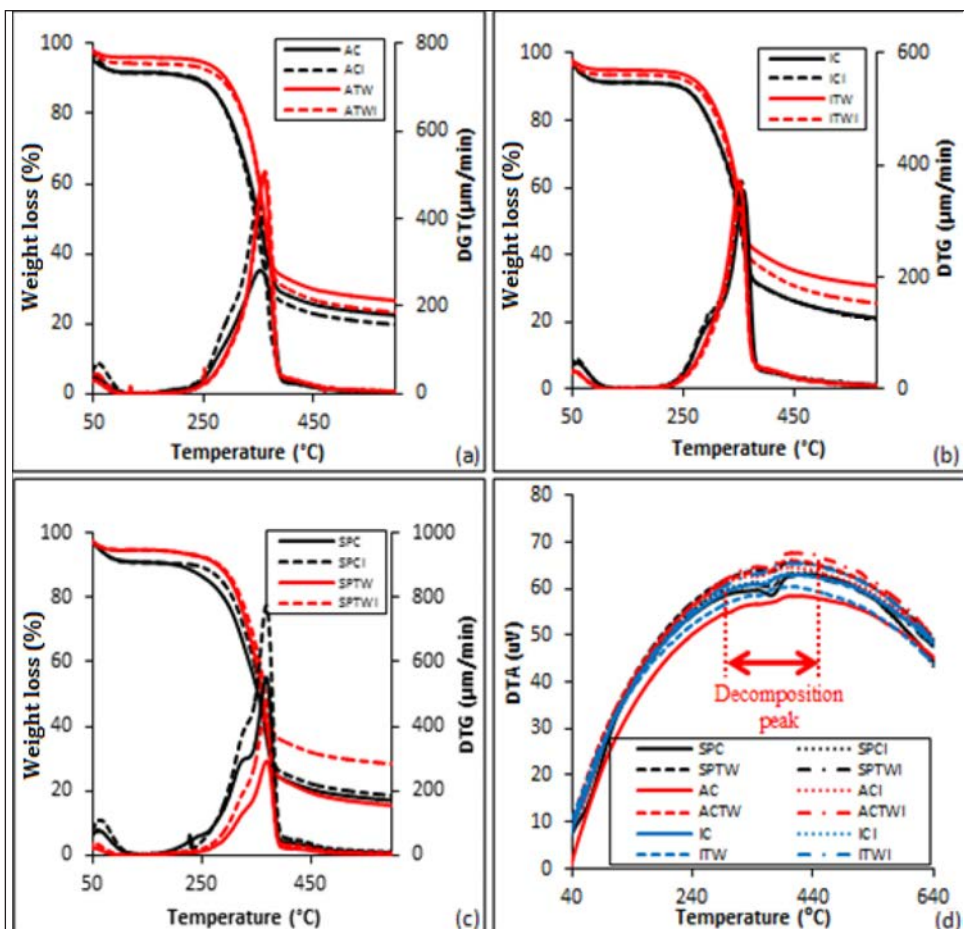 100
80
60
40
20
0
Weight loss (%)
AC
ACI
ATW
ATWI
800
600
400
200
0
DGT(µm/min)
50 250 450
Temperature (°C)
(a)
100
80
60
40
20
0
Weight loss (%)
IC
ICI
ITW
ITWI
600
400
200
0
DTG (µm/min)
50 250 450
Temperature (°C)
(b)
100
80
60
40
20
0
Weight loss (%)
SPC
SPCI
SPTW
SPTWI
1000
800
600
400
200
0
DTG (µm/min)
50 250 450
Temperature (°C)
(c)
80
70
60
50
40
30
20
10
0
DTA (uV)
Decomposition
peak
SPC SPCI
SPTW SPTWI
AC ACI
ACTW ACTWI
IC ICI
ITW ITWI
40 240 440 640
Temperature (°C)
(d)